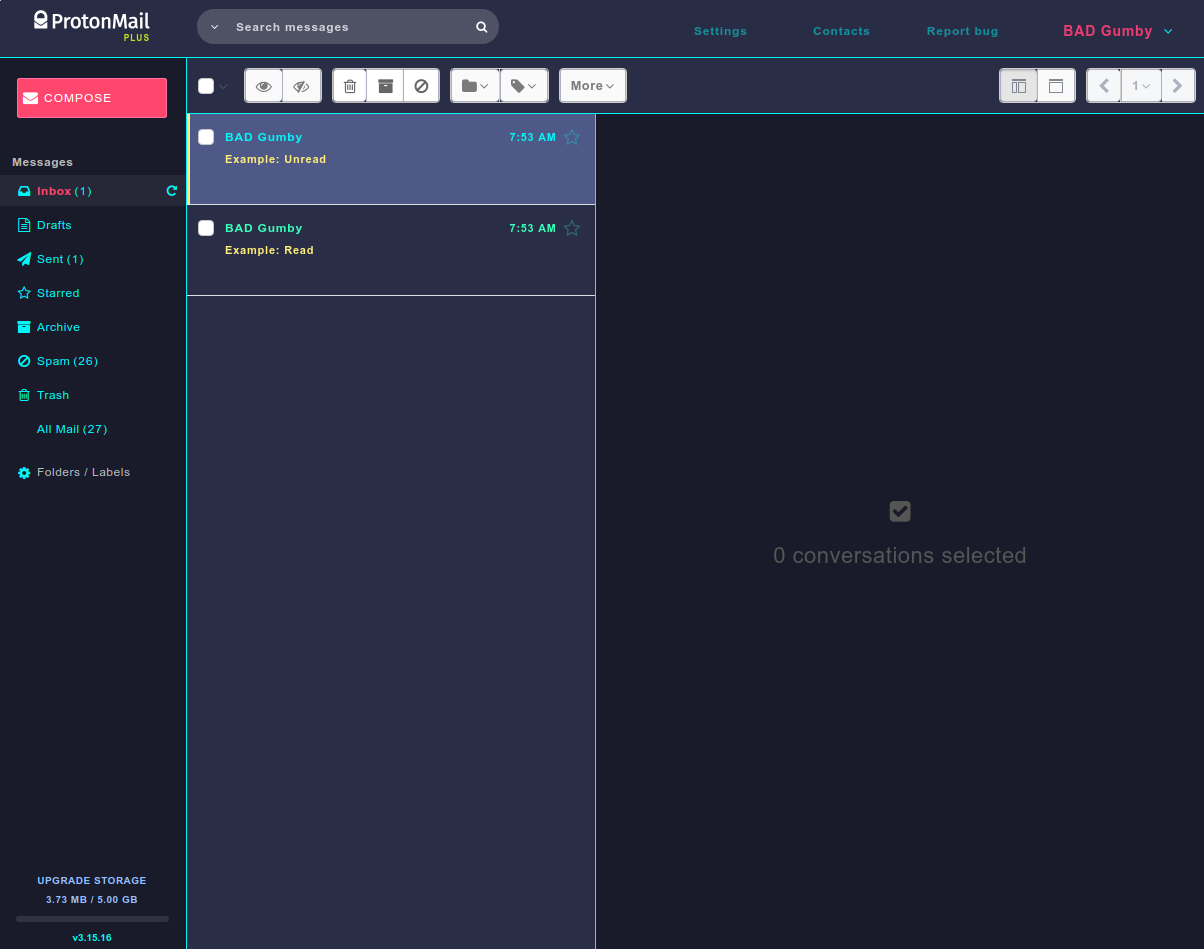 ProtonMail
PLUS
Search messages
Settings
Contacts
Report bug
BAD Gumby
COMPOSE
More
1
Messages
Inbox (1)
Drafts
Sent (1)
Starred
Archive
Spam (26)
Trash
All Mail (27)
Folders / Labels
BAD Gumby 7:53 AM
Example: Unread
BAD Gumby 7:53 AM
Example: Read
0 conversations selected
UPGRADE STORAGE
3.73 MB / 5.00 GB
v3.15.16